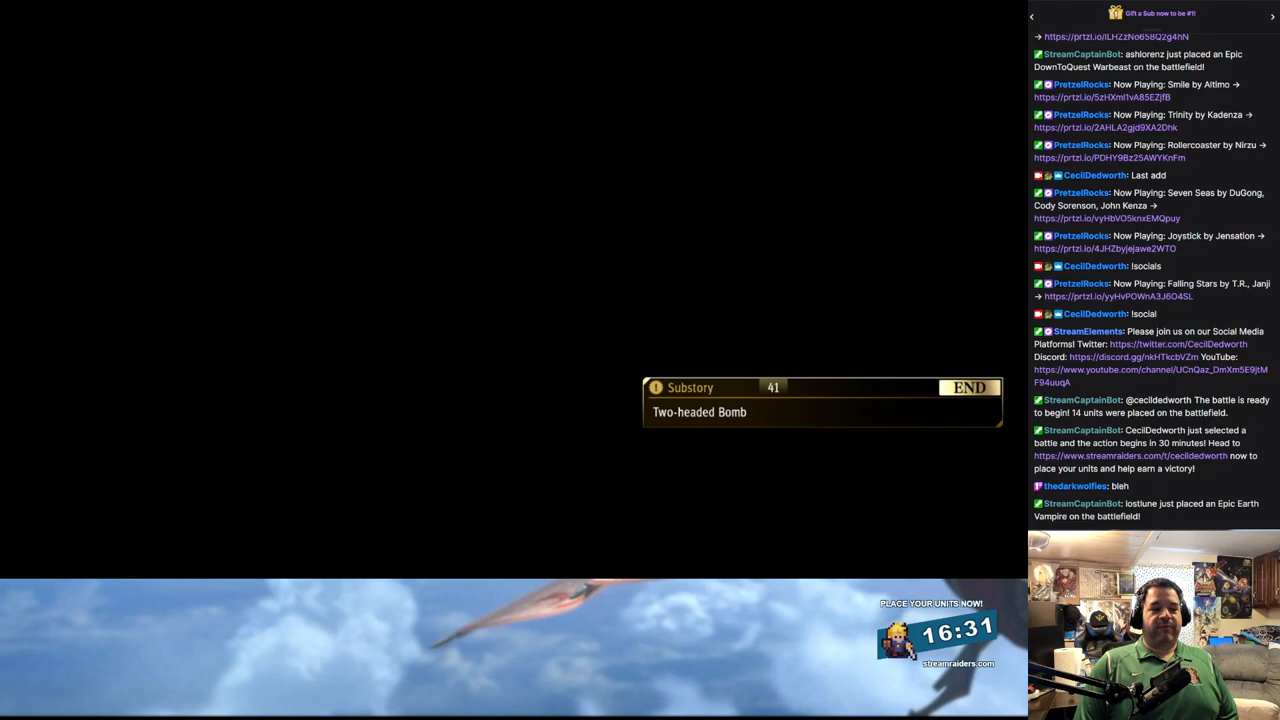 Gift a Sub now to be #1!
StreamCaptainBot: ashlorenz just placed an Epic
DownToQuest Warbeast on the battlefield!
PretzelRocks: Now Playing: Smile by Altimo →
https://prtzl.io/5zHXml1vA85EZjfB
PretzelRocks: Now Playing: Trinity by Kadenza →
https://prtzl.io/2AHLA2gjd9XA2Dhk
PretzelRocks: Now Playing: Rollercoaster by Nirzu →
https://prtzl.io/PDHY9Bz25AWYKnFm
CecilDedworth: Last add
PretzelRocks: Now Playing: Seven Seas by DuGong,
Cody Sorenson, John Kenza →
https://prtzl.io/vyHbVO5knxEMQpuy
PretzelRocks: Now Playing: Joystick by Jensation →
https://prtzl.io/4JHZbyjejawe2WTO
CecilDedworth: !socials
PretzelRocks: Now Playing: Falling Stars by T.R., Janji
→ https://prtzl.io/yyHvPOWnA3J6O4SL
CecilDedworth: !social
StreamElements: Please join us on our Social Media
Platforms! Twitter: https://twitter.com/CecilDedworth
Discord: https://discord.gg/nkHTkcbVZm YouTube:
https://www.youtube.com/channel/UCnQaz_DmXm5E9jtM
F94uuqA
StreamCaptainBot: @cecildedworth The battle is ready
to begin! 14 units were placed on the battlefield.
StreamCaptainBot: CecilDedworth just selected a
battle and the action begins in 30 minutes! Head to
https://www.streamraiders.com/t/cecildedworth now to
place your units and help earn a victory!
thedarkwolfies: bleh
StreamCaptainBot: lostlune just placed an Epic Earth
Vampire on the battlefield!
Substory 41 END
Two-headed Bomb
PLACE YOUR UNITS NOW!
16:31
streamraiders.com